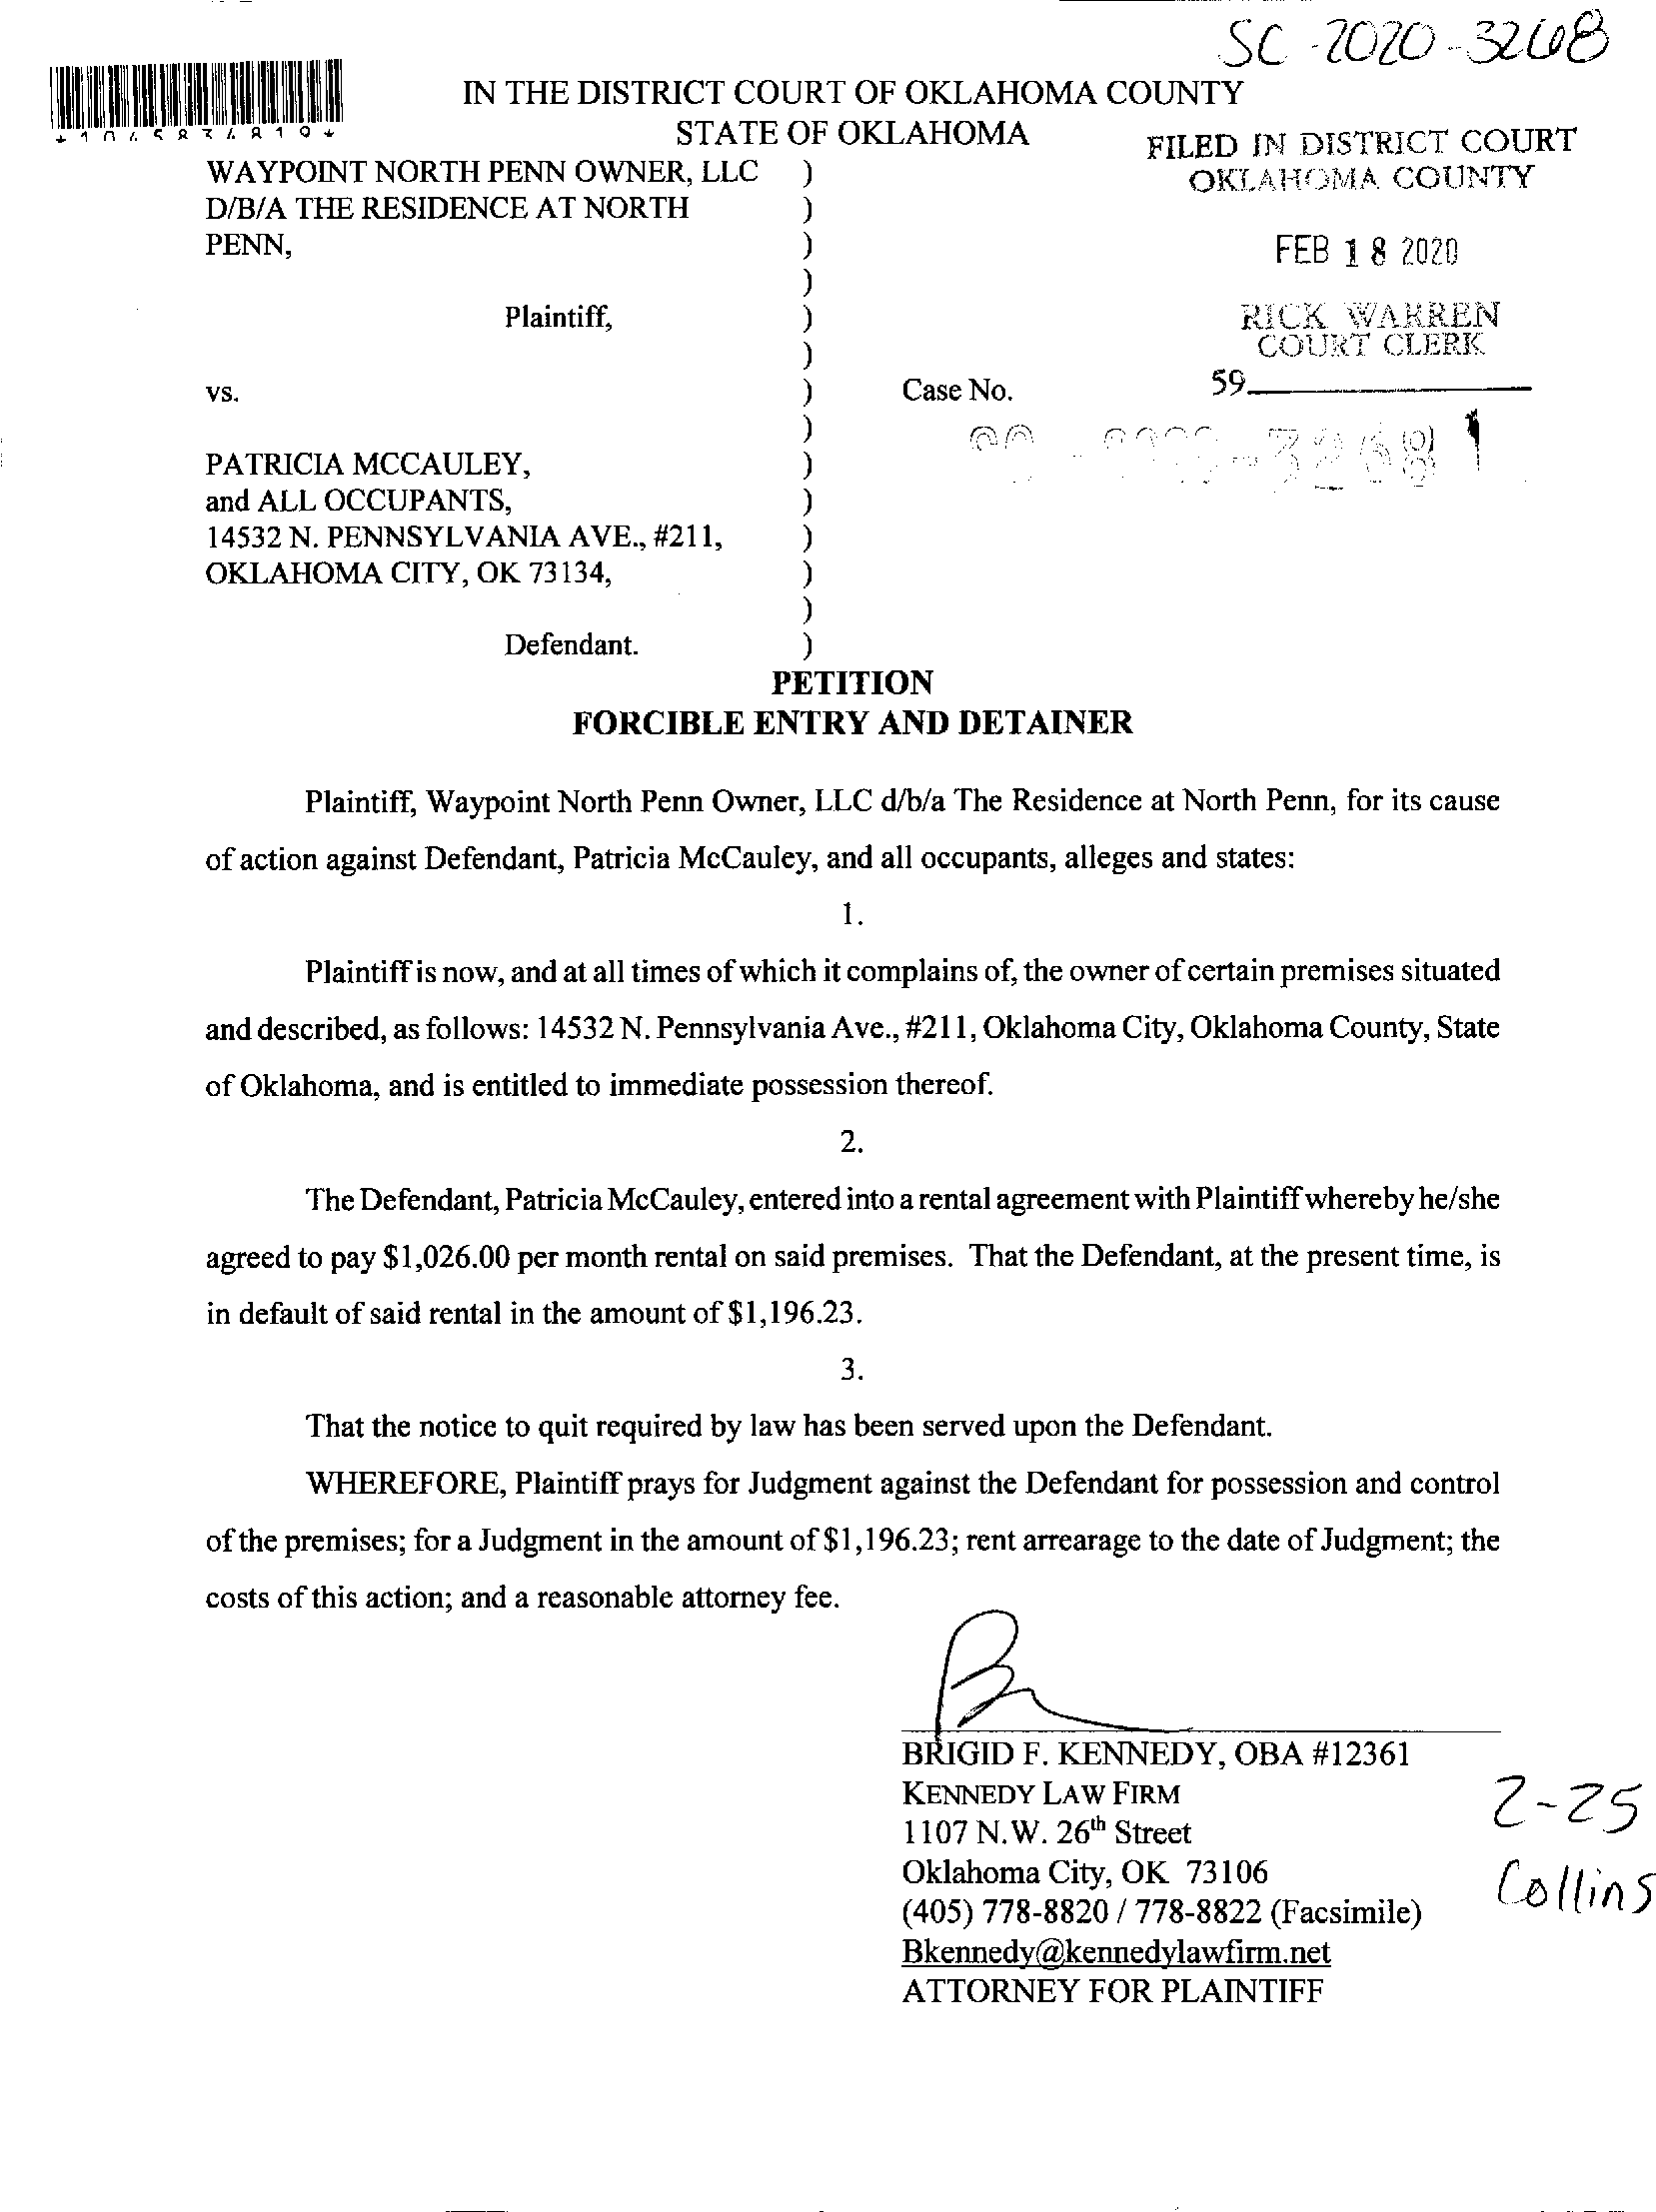 SC-2020-3268
IN THE DISTRICT COURT OF OKLAHOMA COUNTY
STATE OF OKLAHOMA
FILED IN DISTRICT COURT
OKLAHOMA COUNTY
FEB 18 2020
RICK WARREN
COURT CLERK
59
WAYPOINT NORTH PENN OWNER, LLC )
D/B/A THE RESIDENCE AT NORTH )
PENN, )
)
Plaintiff, )
)
vs. ) Case No.
)
PATRICIA MCCAULEY, )
and ALL OCCUPANTS, )
14532 N. PENNSYLVANIA AVE., #211, )
OKLAHOMA CITY, OK 73134, )
)
Defendant. )
PETITION
FORCIBLE ENTRY AND DETAINER
Plaintiff, Waypoint North Penn Owner, LLC d/b/a The Residence at North Penn, for its cause
of action against Defendant, Patricia McCauley, and all occupants, alleges and states:
1.
Plaintiff is now, and at all times of which it complains of, the owner of certain premises situated
and described, as follows: 14532 N. Pennsylvania Ave., #211, Oklahoma City, Oklahoma County, State
of Oklahoma, and is entitled to immediate possession thereof.
2.
The Defendant, Patricia McCauley, entered into a rental agreement with Plaintiff whereby he/she
agreed to pay $1,026.00 per month rental on said premises. That the Defendant, at the present time, is
in default of said rental in the amount of $1,196.23.
3.
That the notice to quit required by law has been served upon the Defendant.
WHEREFORE, Plaintiff prays for Judgment against the Defendant for possession and control
of the premises; for a Judgment in the amount of $1,196.23; rent arrearage to the date of Judgment; the
costs of this action; and a reasonable attorney fee.
BRIGID F. KENNEDY, OBA #12361
KENNEDY LAW FIRM
1107 N.W. 26th Street
Oklahoma City, OK 73106
(405) 778-8820 / 778-8822 (Facsimile)
Bkennedy@kennedylawfirm.net
ATTORNEY FOR PLAINTIFF
2-25
Collins